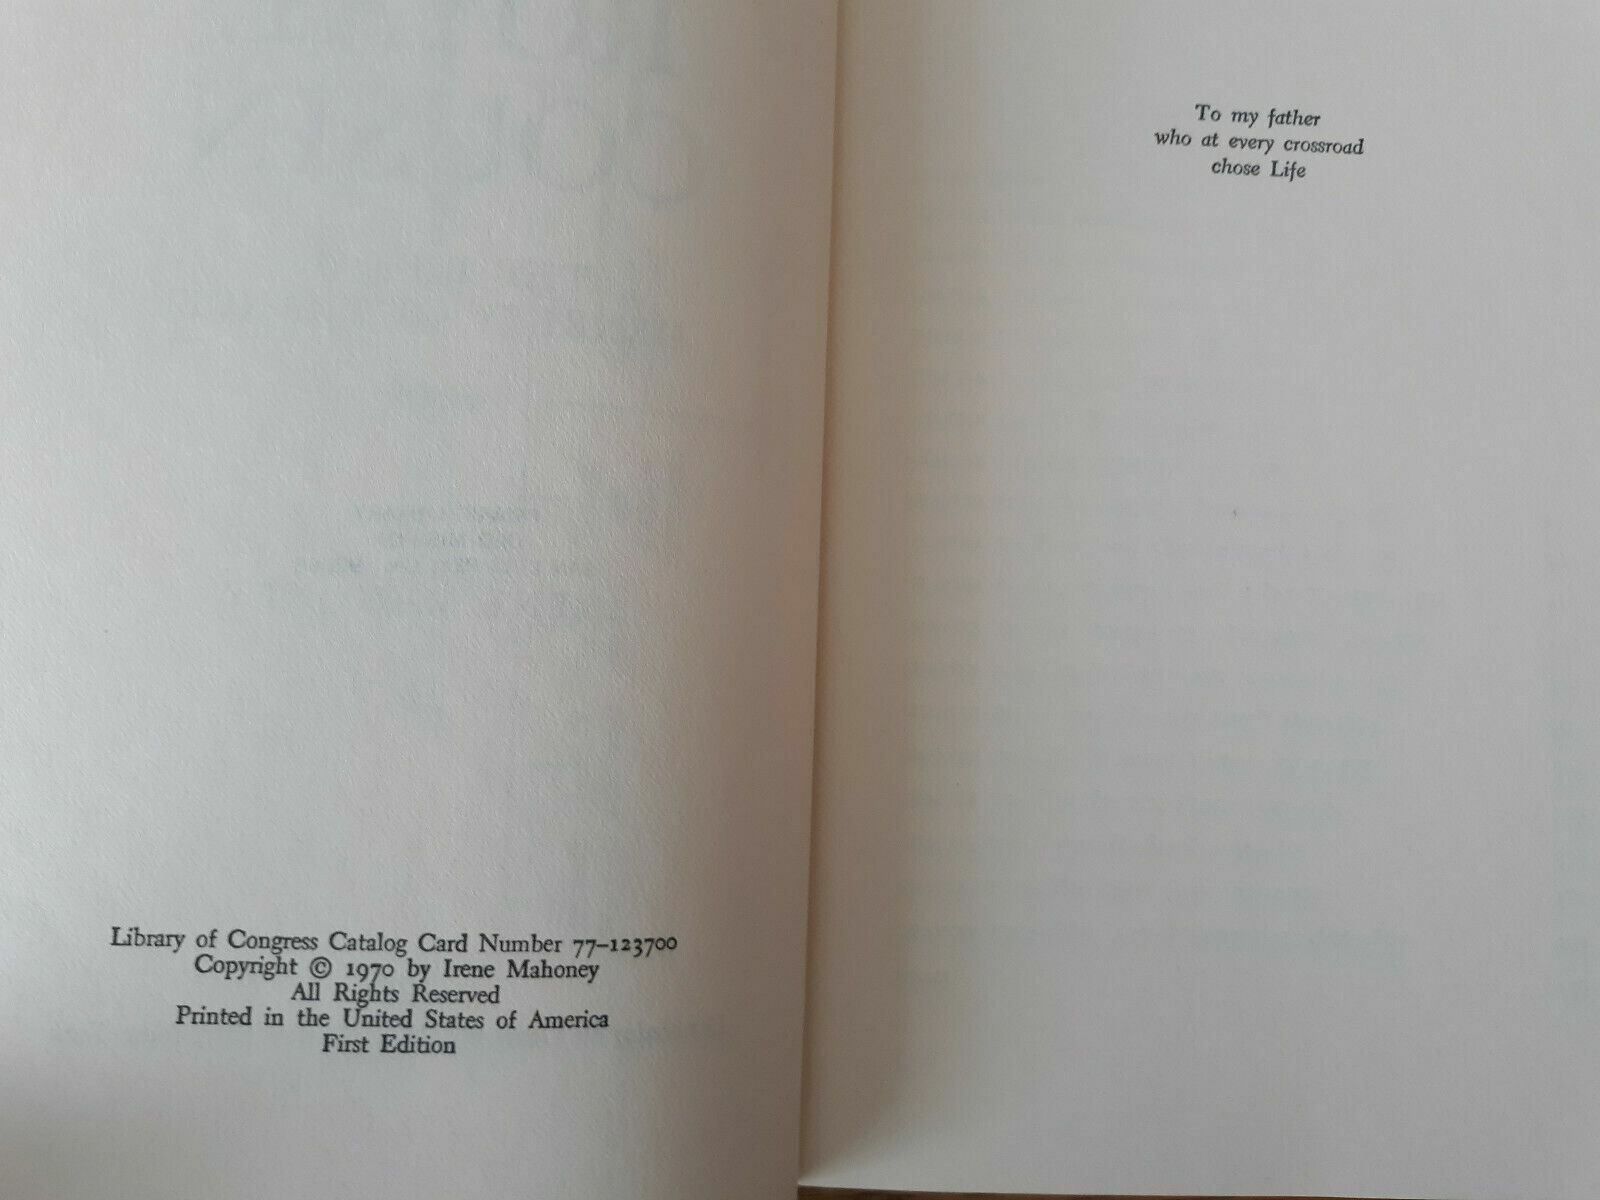 Library of Congress Catalog Card Number 77–123700
Copyright © 1970 by Irene Mahoney
All Rights Reserved
Printed in the United States of America
First Edition
To my father
who at every crossroad
chose Life